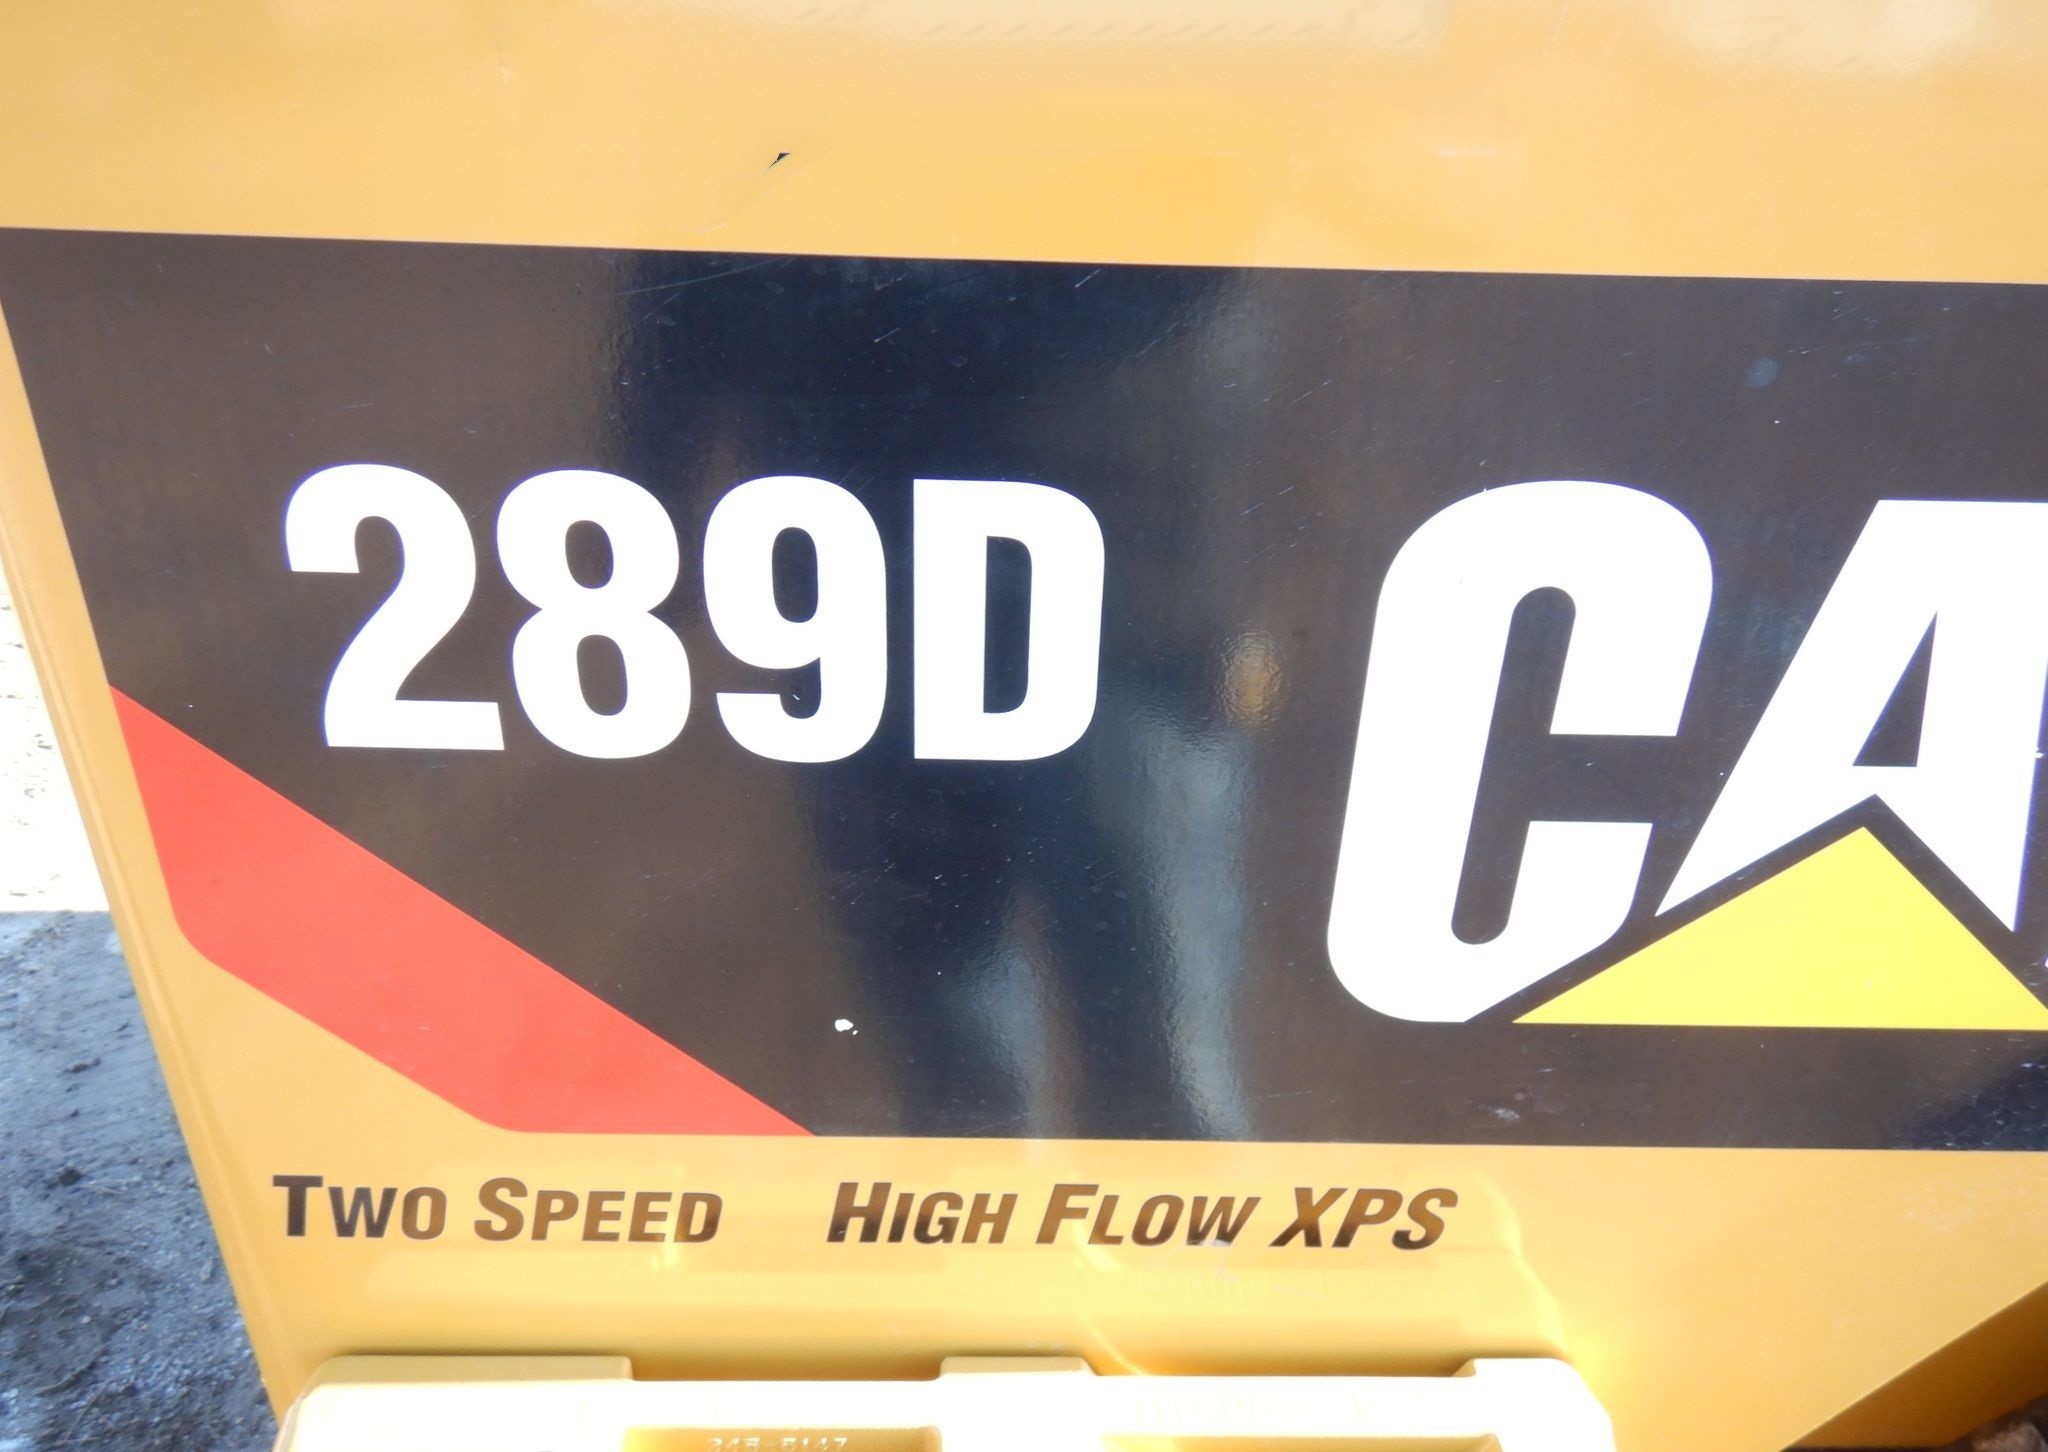 289D CA
TWO SPEED HIGH FLOW XPS